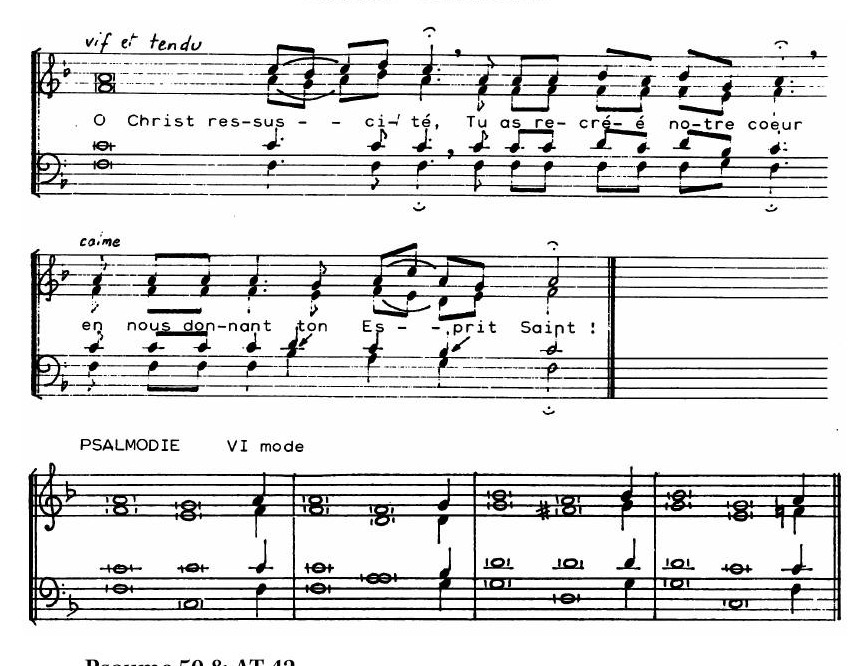 vif et tendu
O Christ res-sus - - ci-té, Tu as re-cré-é no-tre coeur
calme
en nous don-nant ton Es - - prit Saint !
PSALMODIE VI mode
Psaume 50 & AT 42